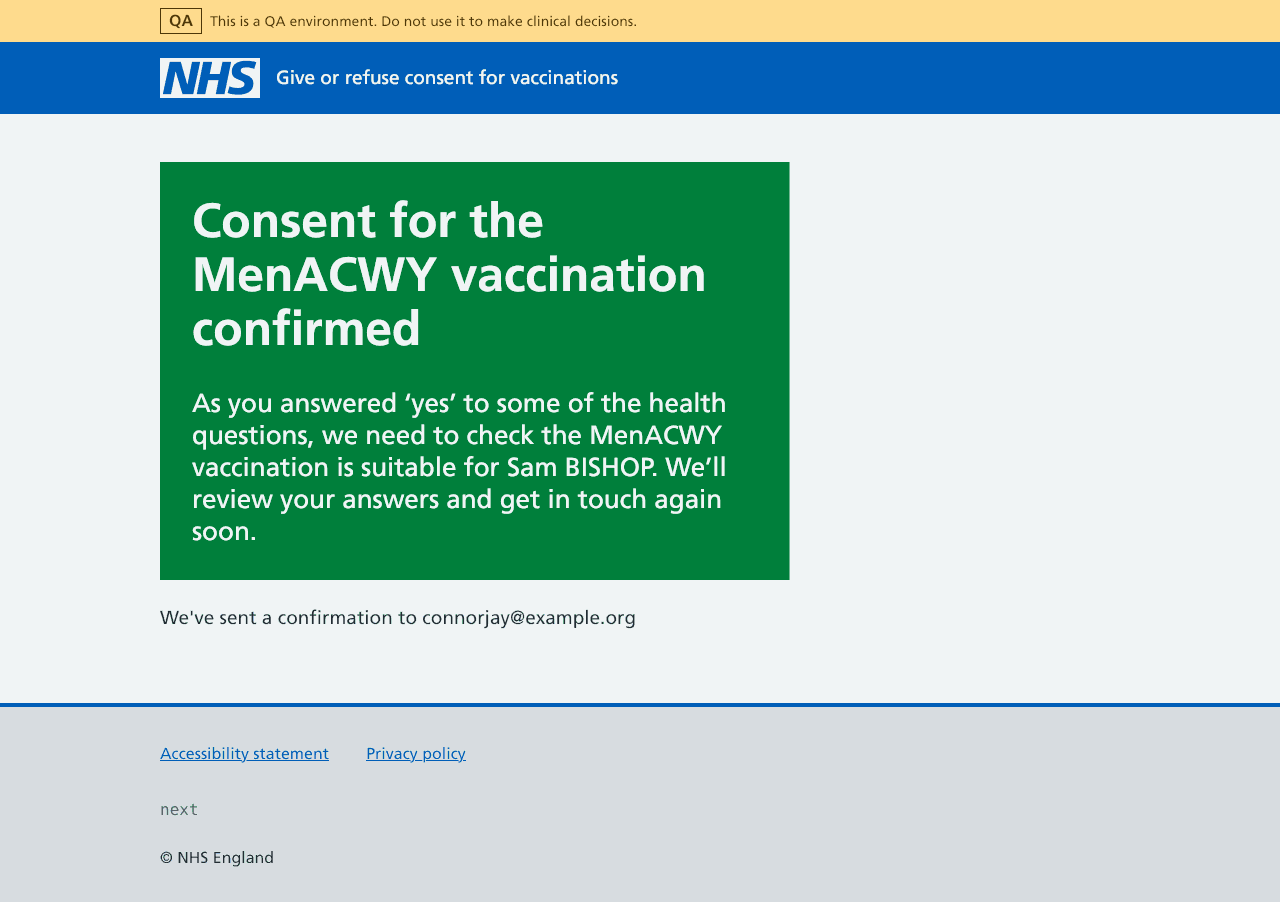 QA This is a QA environment. Do not use it to make clinical decisions.
NHS Give or refuse consent for vaccinations
Consent for the
MenACWY vaccination
confirmed
As you answered ‘yes’ to some of the health
questions, we need to check the MenACWY
vaccination is suitable for Sam BISHOP. We’ll
review your answers and get in touch again
soon.
We've sent a confirmation to connorjay@example.org
Accessibility statement Privacy policy
next
© NHS England